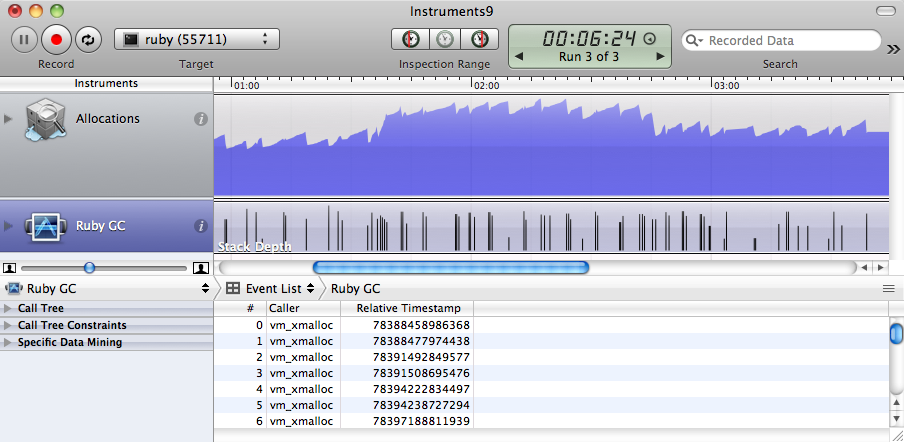 Instruments9
ruby (55711)
00:06:24
Run 3 of 3
Recorded Data
Record
Target
Inspection Range
Search
Instruments
01:00
02:00
03:00
Allocations
Ruby GC
Stack Depth
Ruby GC
Event List
Ruby GC
Call Tree
Call Tree Constraints
Specific Data Mining
# Caller Relative Timestamp
0 vm_xmalloc 78388458986368
1 vm_xmalloc 78388477974438
2 vm_xmalloc 78391492849577
3 vm_xmalloc 78391508695476
4 vm_xmalloc 78394222834497
5 vm_xmalloc 78394238727294
6 vm_xmalloc 78397188811939